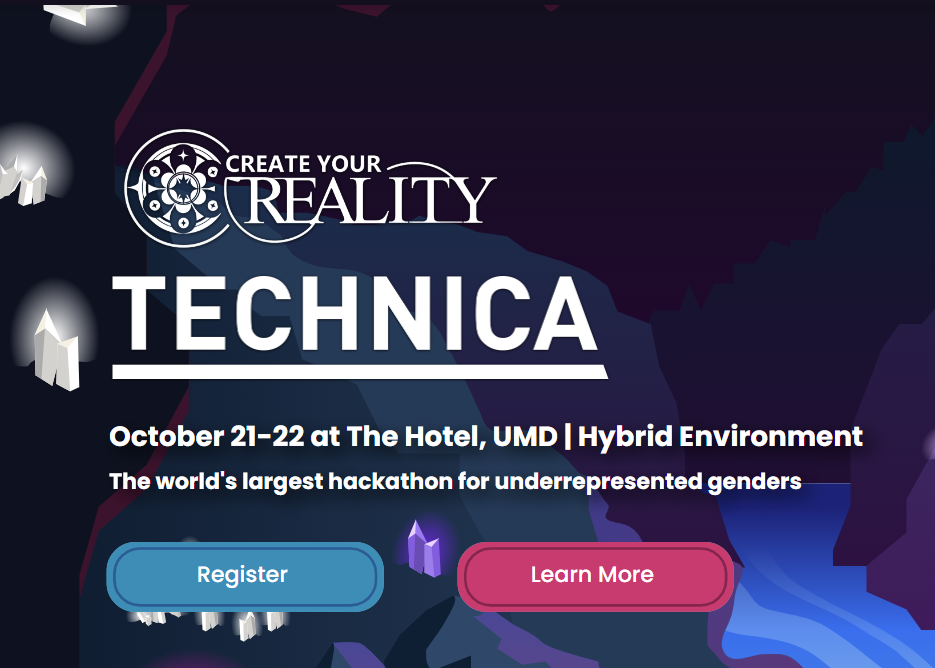 CREATE YOUR
REALITY
TECHNICA
October 21-22 at The Hotel, UMD | Hybrid Environment
The world's largest hackathon for underrepresented genders
Register
Learn More